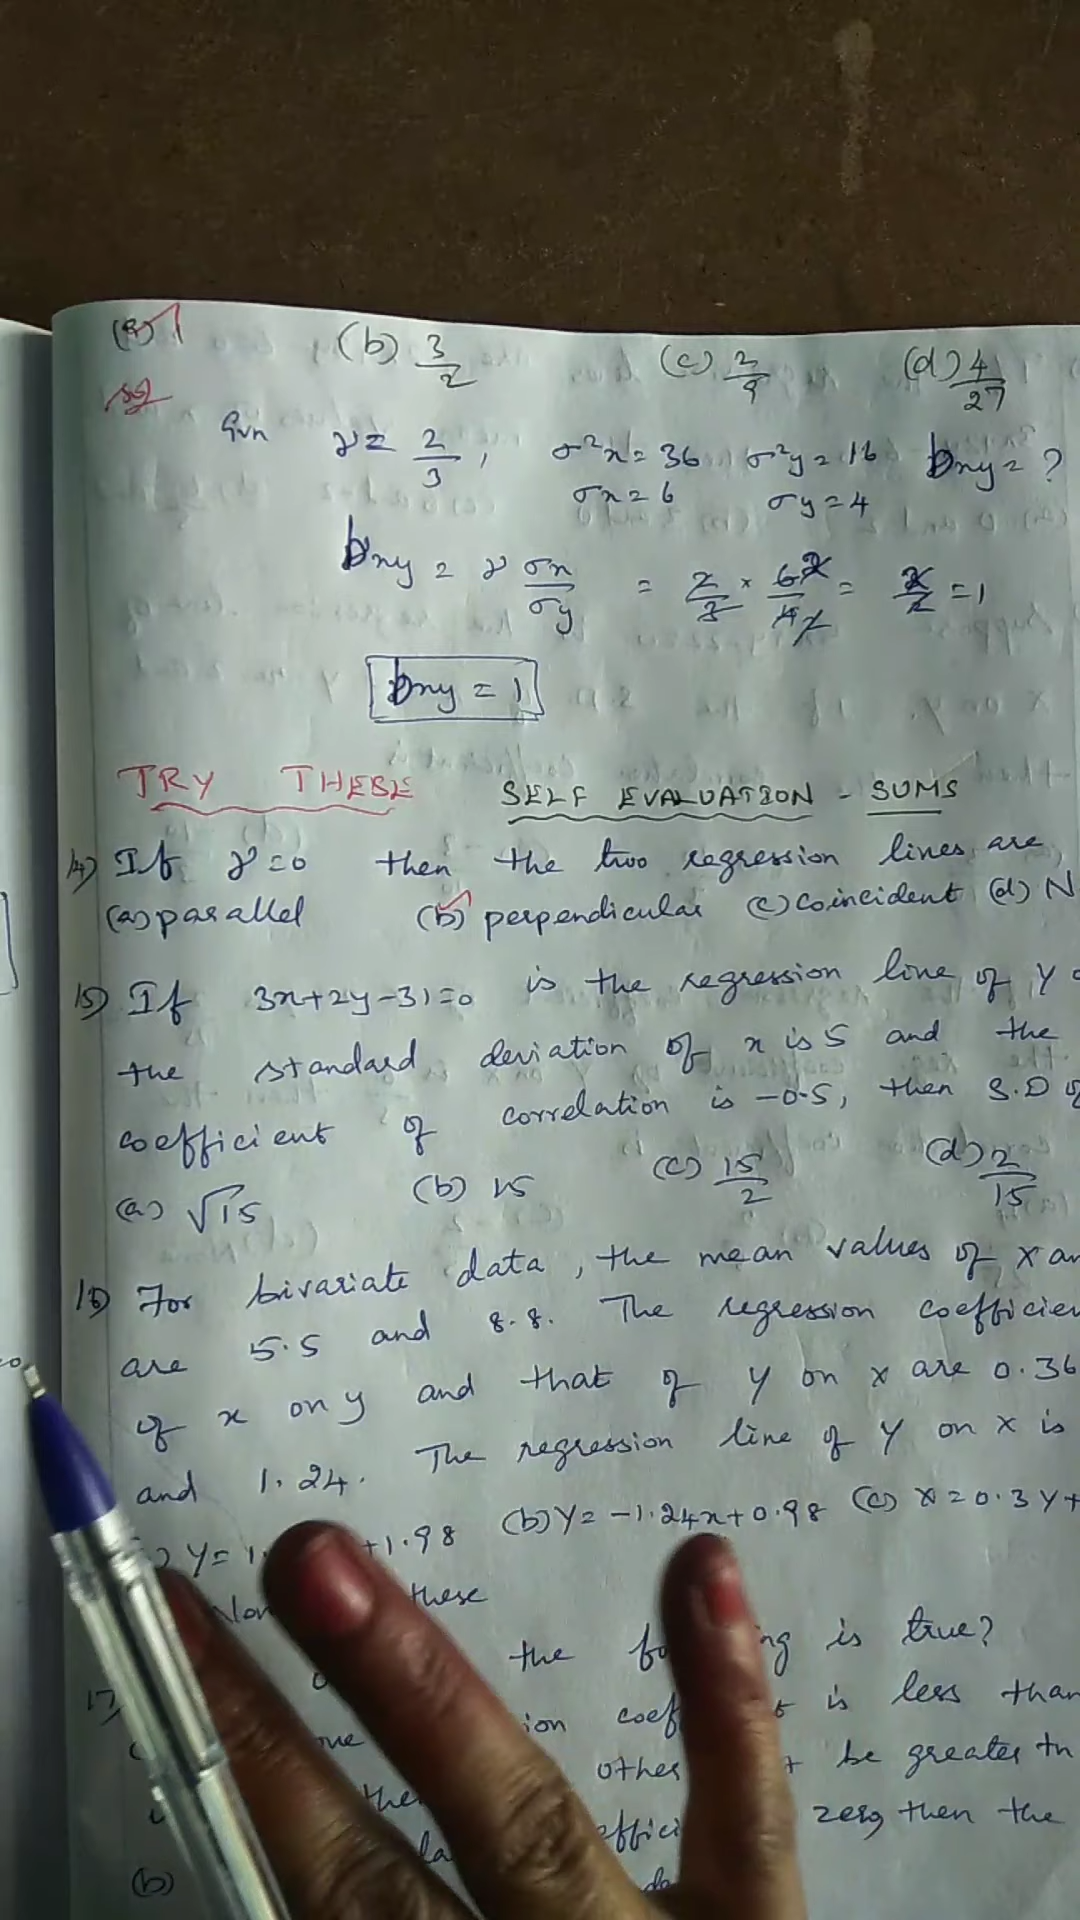 (a) 1 (b) 3/2 (c) 2/9 (d) 4/27
Sol
Gvn r = 2/3, σ²x = 36 σ²y = 16 bxy = ?
σx = 6 σy = 4
bxy = r σx/σy = 2/3 × 6/4 = 2/2 = 1
bxy = 1
TRY THESE SELF EVALUATION - SUMS
14) If r = 0 then the two regression lines are
(a) parallel (b) perpendicular (c) coincident (d) N
15) If 3x+2y-31=0 is the regression line of y
the standard deviation of x is 5 and the
coefficient of correlation is -0.5, then S.D of
(a) √15 (b) 15 (c) 15/2 (d) 2/15
16) For bivariate data, the mean values of x
are 5.5 and 8.8. The regression
of x on y and that of y on x are 0.36
and 1.24. The regression line of y on x is
Y = 1. +1.98 (b) Y = -1.24x+0.98 (c) X = 0.3Y+
these
17) the is true?
is less than
be greater
zero, then the
(b)